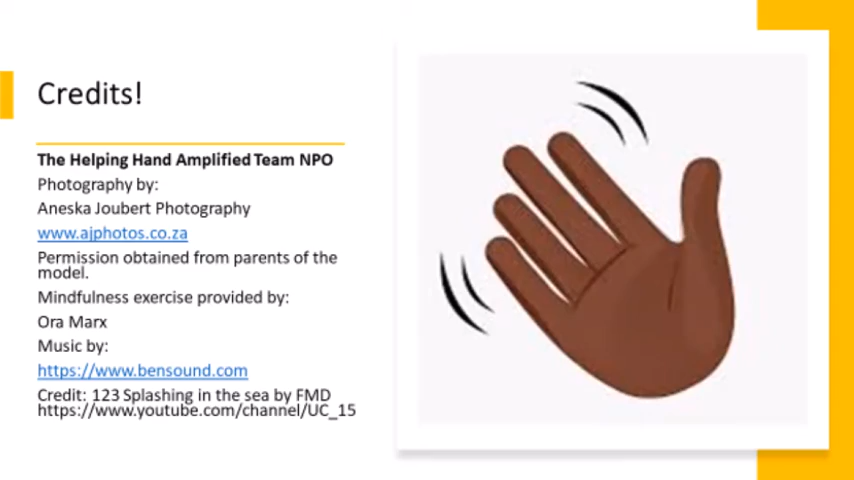 Credits!
The Helping Hand Amplified Team NPO
Photography by:
Aneska Joubert Photography
www.ajphotos.co.za
Permission obtained from parents of the
model.
Mindfulness exercise provided by:
Ora Marx
Music by:
https://www.bensound.com
Credit: 123 Splashing in the sea by FMD
https://www.youtube.com/channel/UC_15